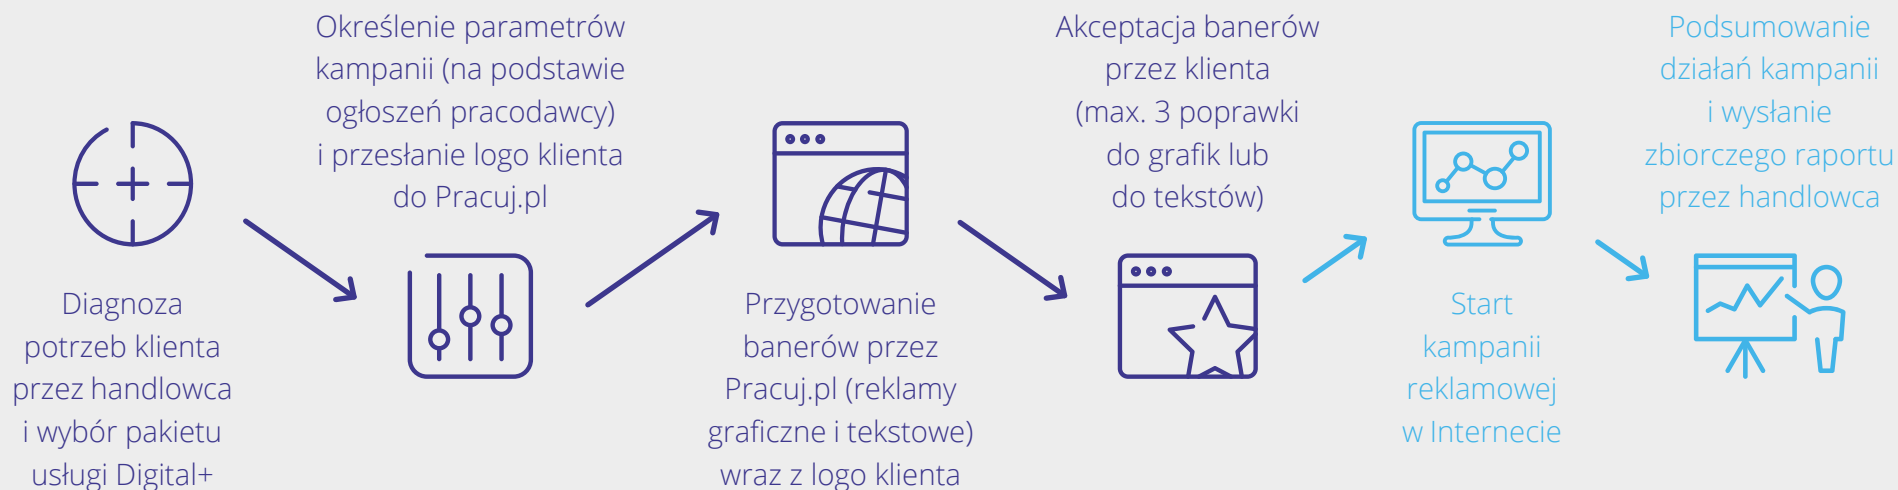 Diagnoza
potrzeb klienta
przez handlowca
i wybór pakietu
usługi Digital+
Określenie parametrów
kampanii (na podstawie
ogłoszeń pracodawcy)
i przesłanie logo klienta
do Pracuj.pl
Przygotowanie
banerów przez
Pracuj.pl (reklamy
graficzne i tekstowe)
wraz z logo klienta
Akceptacja banerów
przez klienta
(max. 3 poprawki
do grafik lub
do tekstów)
Start
kampanii
reklamowej
w Internecie
Podsumowanie
działań kampanii
i wysłanie
zbiorczego raportu
przez handlowca